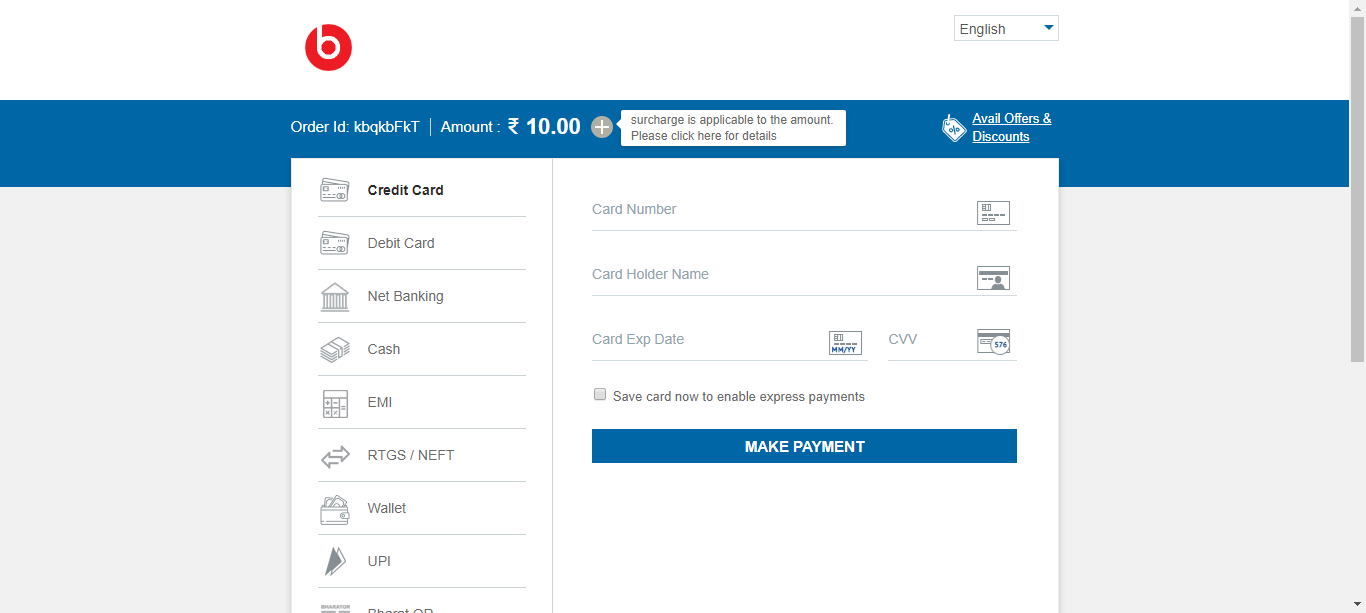 b
English
Order Id: kbqkbFkT
Amount : ₹ 10.00
surcharge is applicable to the amount.
Please click here for details
Avail Offers &
Discounts
Credit Card
Debit Card
Net Banking
Cash
EMI
RTGS / NEFT
Wallet
UPI
Bharat QR
Card Number
Card Holder Name
Card Exp Date
MM/YY
CVV
576
Save card now to enable express payments
MAKE PAYMENT